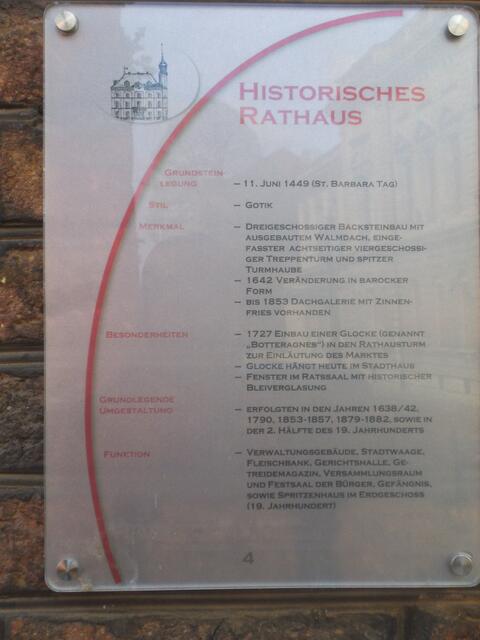 HISTORISCHES
RATHAUS
GRUNDSTEIN-
LEGUNG – 11. JUNI 1449 (ST. BARBARA TAG)
STIL – GOTIK
MERKMAL – DREIGESCHOSSIGER BACKSTEINBAU MIT
AUSGEBAUTEM WALMDACH, EINGE-
FASSTER ACHTSEITIGER VIERGESCHOSSI-
GER TREPPENTURM UND SPITZER
TURMHAUBE
– 1642 VERÄNDERUNG IN BAROCKER
FORM
– BIS 1853 DACHGALERIE MIT ZINNEN-
FRIES VORHANDEN
BESONDERHEITEN – 1727 EINBAU EINER GLOCKE (GENANNT
„BOTTERAGNES“) IN DEN RATHAUSTURM
ZUR EINLÄUTUNG DES MARKTES
– GLOCKE HÄNGT HEUTE IM STADTHAUS
– FENSTER IM RATSSAAL MIT HISTORISCHER
BLEIVERGLASUNG
GRUNDLEGENDE
UMGESTALTUNG – ERFOLGTEN IN DEN JAHREN 1638/42,
1790, 1853-1857, 1879-1882, SOWIE IN
DER 2. HÄLFTE DES 19. JAHRHUNDERTS
FUNKTION – VERWALTUNGSGEBÄUDE, STADTWAAGE,
FLEISCHBANK, GERICHTSHALLE, GE-
TREIDEMAGAZIN, VERSAMMLUNGSRAUM
UND FESTSAAL DER BÜRGER, GEFÄNGNIS,
SOWIE SPRITZENHAUS IM ERDGESCHOSS
(19. JAHRHUNDERT)
4